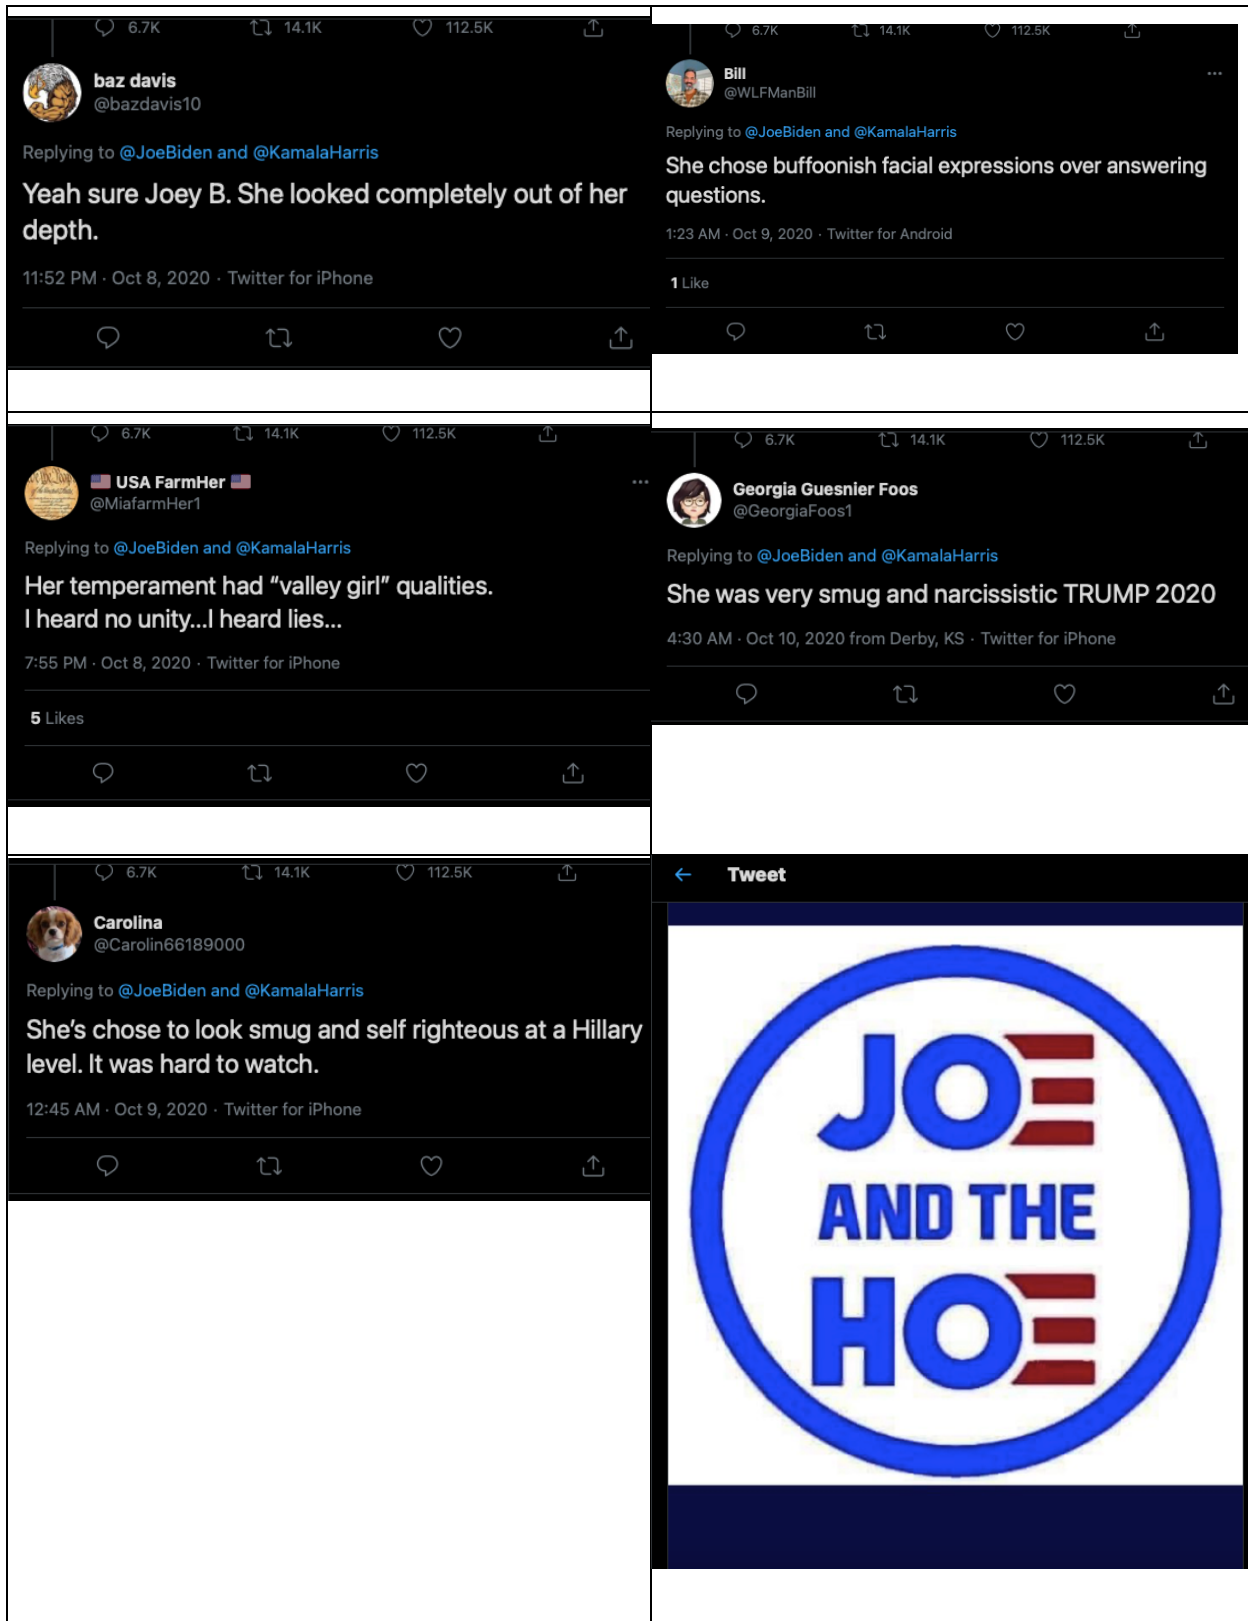 6.7K 14.1K 112.5K
baz davis
@bazdavis10
Replying to @JoeBiden and @KamalaHarris
Yeah sure Joey B. She looked completely out of her
depth.
11:52 PM · Oct 8, 2020 · Twitter for iPhone
6.7K 14.1K 112.5K
Bill
@WLFManBill
Replying to @JoeBiden and @KamalaHarris
She chose buffoonish facial expressions over answering
questions.
1:23 AM · Oct 9, 2020 · Twitter for Android
1 Like
6.7K 14.1K 112.5K
USA FarmHer
@MiafarmHer1
Replying to @JoeBiden and @KamalaHarris
Her temperament had “valley girl” qualities.
I heard no unity...I heard lies...
7:55 PM · Oct 8, 2020 · Twitter for iPhone
5 Likes
6.7K 14.1K 112.5K
Georgia Guesnier Foos
@GeorgiaFoos1
Replying to @JoeBiden and @KamalaHarris
She was very smug and narcissistic TRUMP 2020
4:30 AM · Oct 10, 2020 from Derby, KS · Twitter for iPhone
6.7K 14.1K 112.5K
Carolina
@Carolin66189000
Replying to @JoeBiden and @KamalaHarris
She’s chose to look smug and self righteous at a Hillary
level. It was hard to watch.
12:45 AM · Oct 9, 2020 · Twitter for iPhone
Tweet
JOE
AND THE
HOE